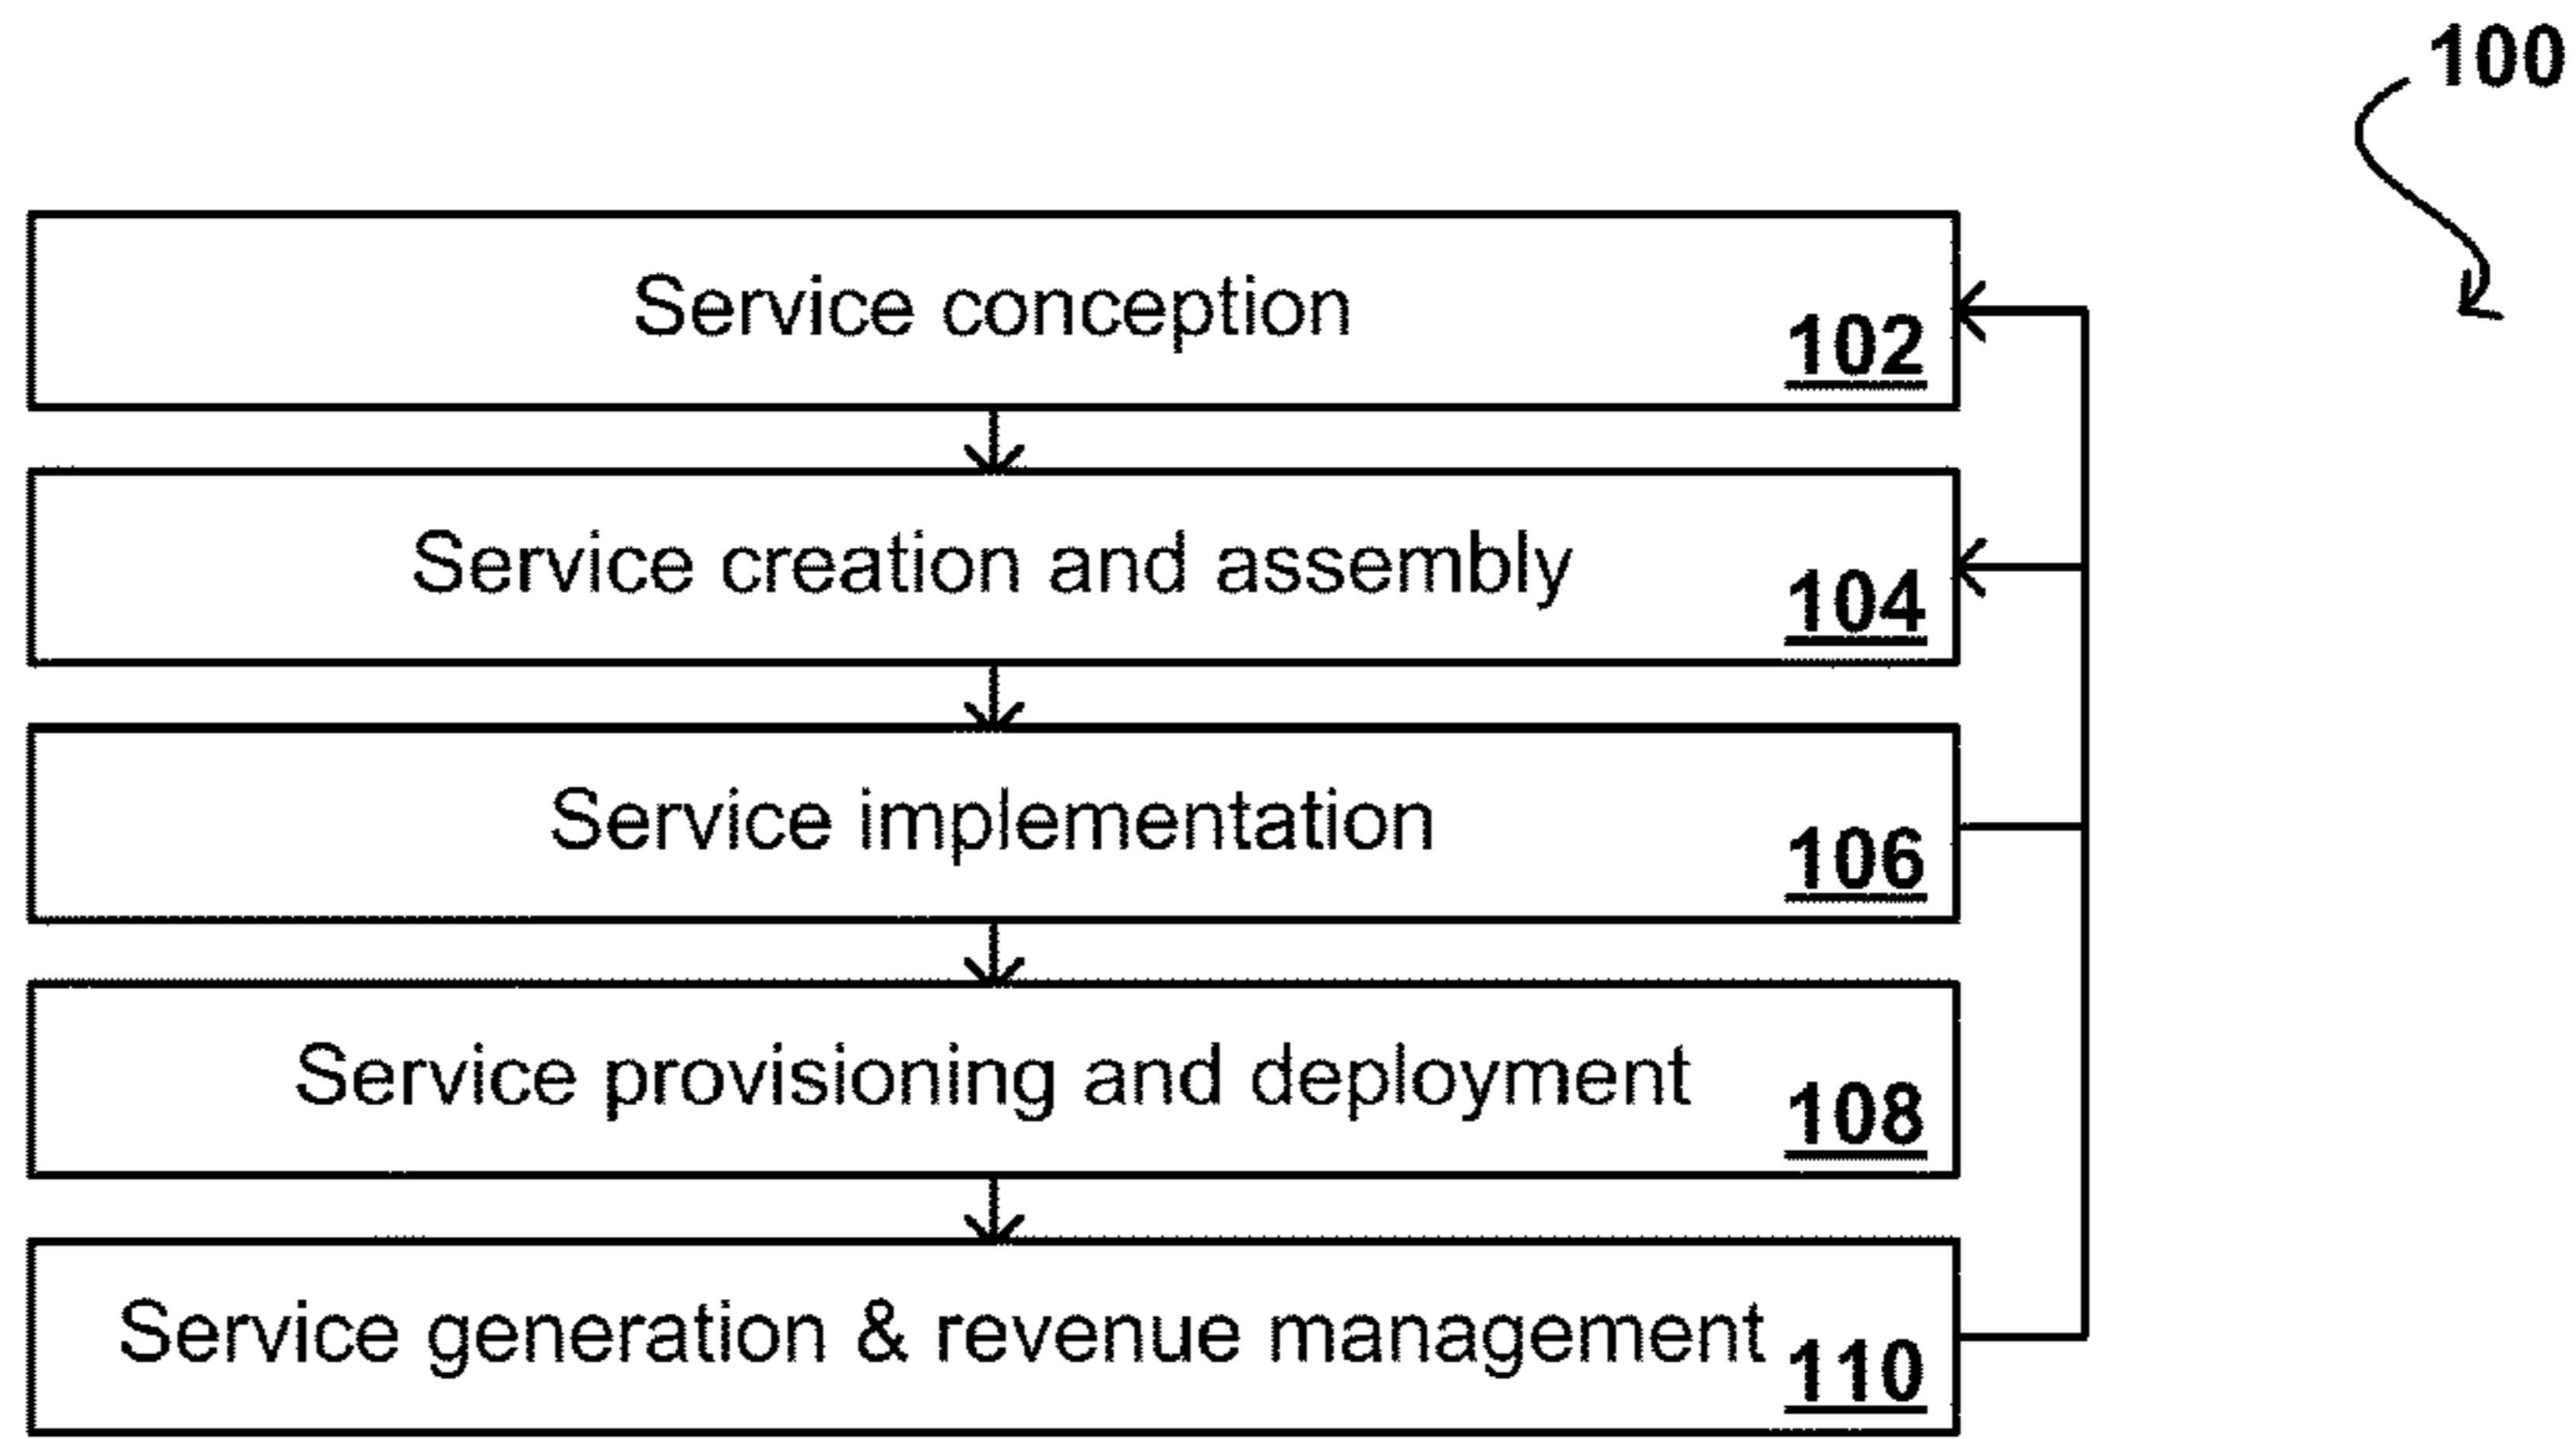 100
Service conception
102
Service creation and assembly
104
Service implementation
106
Service provisioning and deployment
108
Service generation & revenue management
110